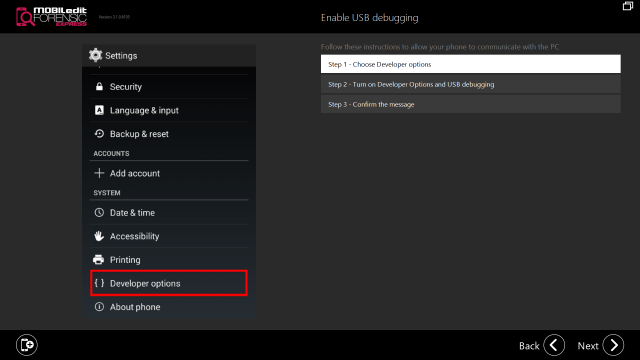 MOBILedit
FORENSIC
EXPRESS
Enable USB debugging
Follow these instructions to allow your phone to communicate with the PC
Step 1 - Choose Developer options
Step 2 - Turn on Developer Options and USB debugging
Step 3 - Confirm the message
Settings
Security
Language & input
Backup & reset
ACCOUNTS
Add account
SYSTEM
Date & time
Accessibility
Printing
Developer options
About phone
Back
Next